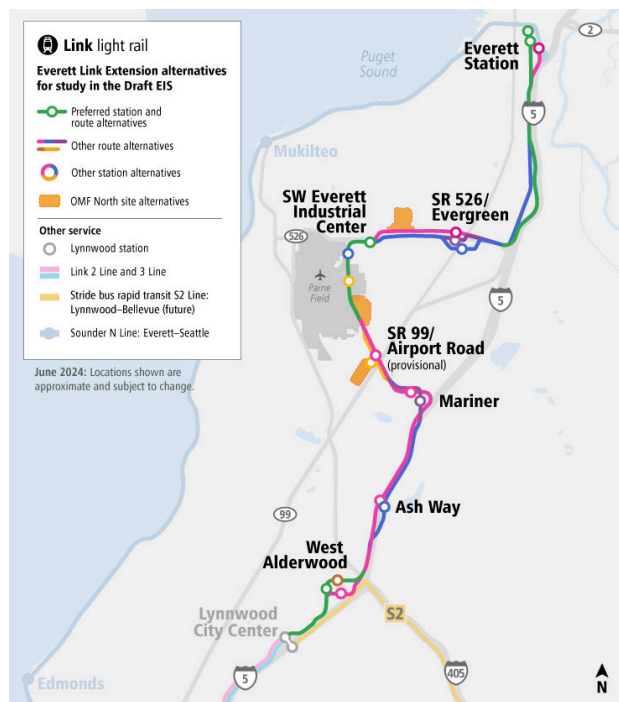 Link light rail
Everett Link Extension alternatives
for study in the Draft EIS
Preferred station and
route alternatives
Other route alternatives
Other station alternatives
OMF North site alternatives
Other service
Lynnwood station
Link 2 Line and 3 Line
Stride bus rapid transit S2 Line:
Lynnwood–Bellevue (future)
Sounder N Line: Everett–Seattle
June 2024: Locations shown are
approximate and subject to change.
Puget
Sound
Everett
Station
2
5
Mukilteo
SW Everett
Industrial
Center
SR 526/
Evergreen
526
Paine
Field
5
SR 99/
Airport Road
(provisional)
Mariner
99
Ash Way
West
Alderwood
Lynnwood
City Center
S2
5
405
Edmonds
N